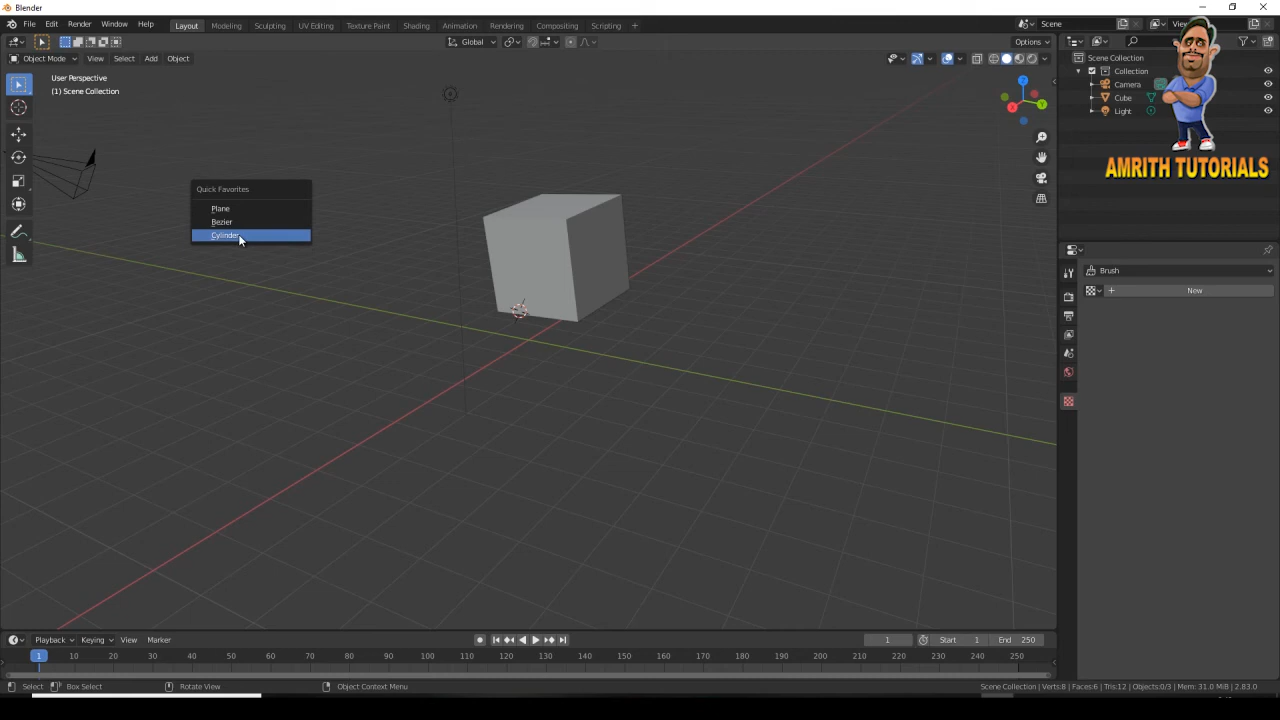 Blender
File Edit Render Window Help
Layout Modeling Sculpting UV Editing Texture Paint Shading Animation Rendering Compositing Scripting +
Scene
Global
Options
Object Mode View Select Add Object
User Perspective
(1) Scene Collection
Scene Collection
Collection
Camera
Cube
Light
AMRITH TUTORIALS
Z
Y
X
Quick Favorites
Plane
Bezier
Cylinder
Brush
+ New
Playback Keying View Marker
1 Start 1 End 250
1 10 20 30 40 50 60 70 80 90 100 110 120 130 140 150 160 170 180 190 200 210 220 230 240 250
Select Box Select Rotate View Object Context Menu
Scene Collection | Verts:8 | Faces:6 | Tris:12 | Objects:0/3 | Mem: 31.0 MiB | 2.83.0